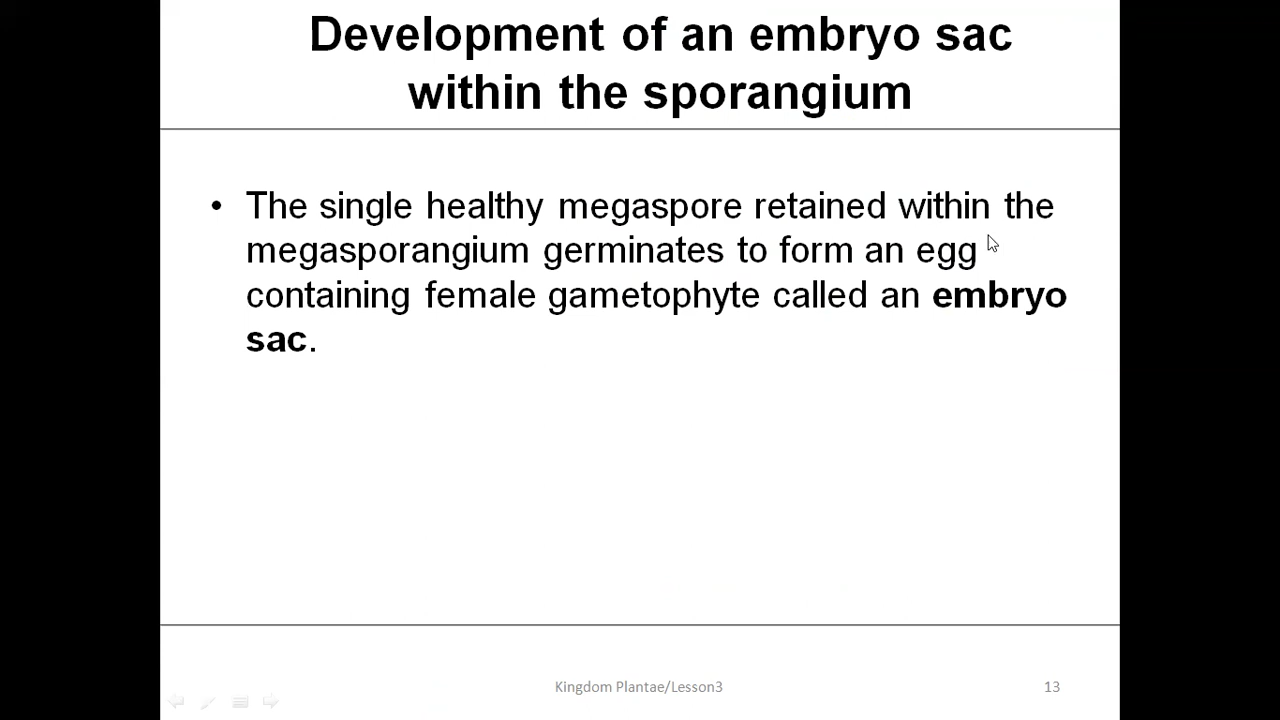 Development of an embryo sac
within the sporangium
• The single healthy megaspore retained within the
megasporangium germinates to form an egg
containing female gametophyte called an embryo
sac.
Kingdom Plantae/Lesson3
13